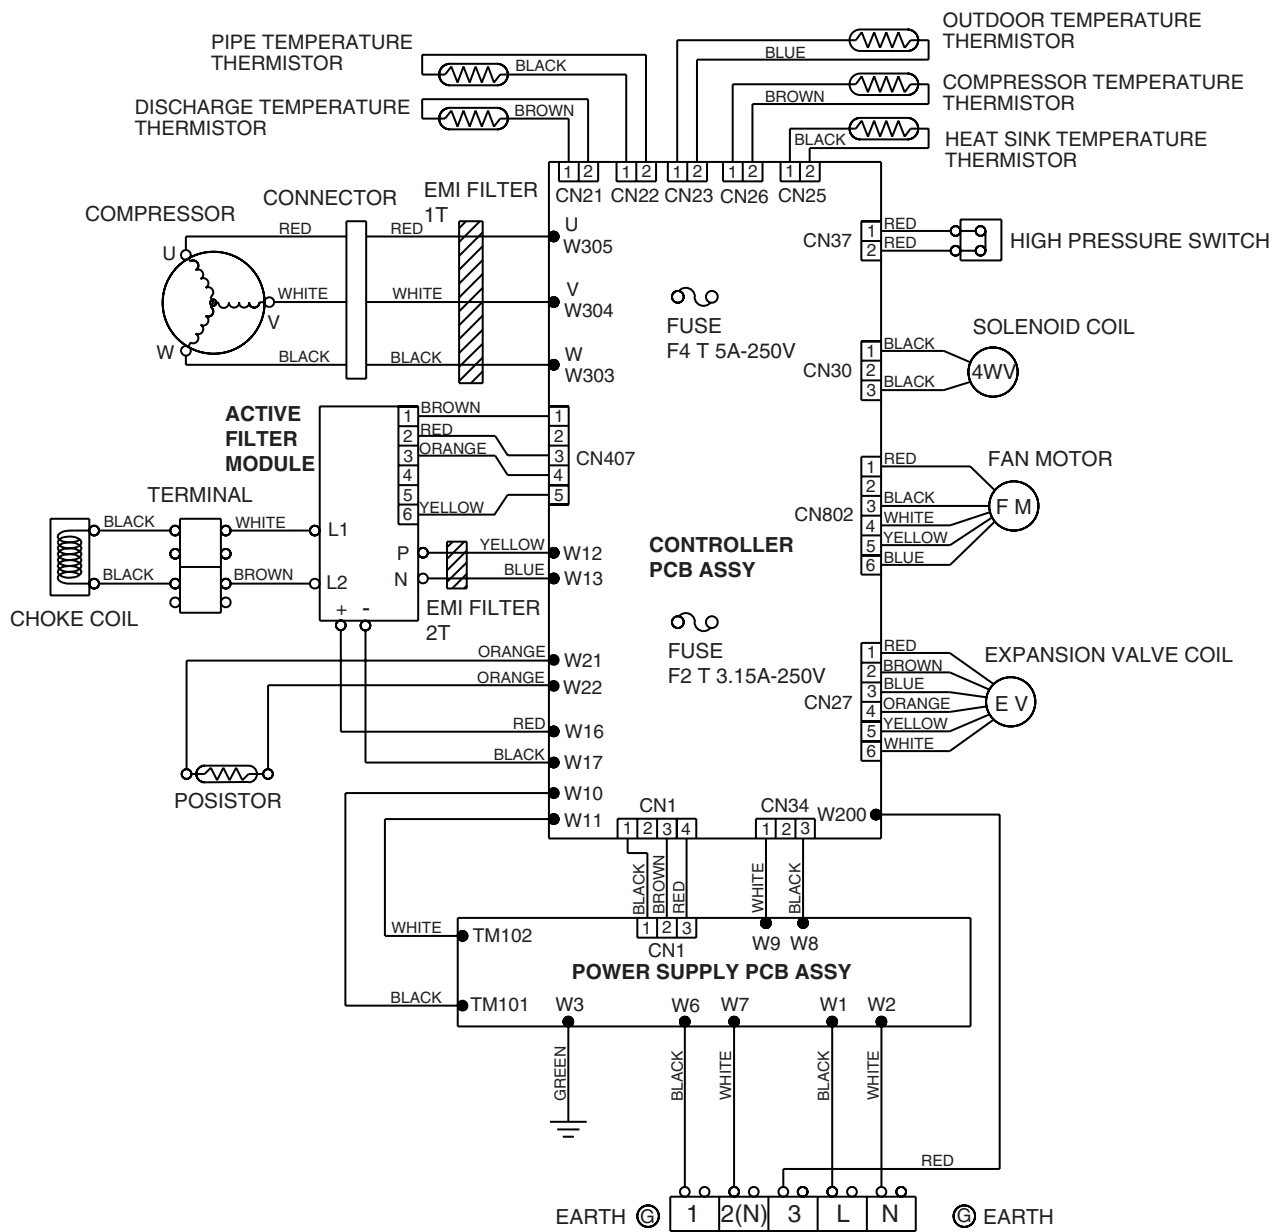 OUTDOOR TEMPERATURE
THERMISTOR
PIPE TEMPERATURE
THERMISTOR
BLACK
BLUE
COMPRESSOR TEMPERATURE
THERMISTOR
BROWN
DISCHARGE TEMPERATURE
THERMISTOR
BROWN
BLACK
HEAT SINK TEMPERATURE
THERMISTOR
1 2
1 2
1 2
1 2
1 2
CN21
CN22
CN23
CN26
CN25
COMPRESSOR
CONNECTOR
EMI FILTER
1T
RED
RED
U
W305
U
WHITE
WHITE
V
W304
V
BLACK
BLACK
W
W303
W
CN37
1
2
RED
RED
HIGH PRESSURE SWITCH
FUSE
F4 T 5A-250V
SOLENOID COIL
CN30
1
2
3
BLACK
BLACK
4WV
ACTIVE
FILTER
MODULE
1
2
3
4
5
6
BROWN
RED
ORANGE
YELLOW
1
2
3
4
5
CN407
FAN MOTOR
CN802
1
2
3
4
5
6
RED
BLACK
WHITE
YELLOW
BLUE
F M
TERMINAL
BLACK
WHITE
L1
BLACK
BROWN
L2
CHOKE COIL
P
N
YELLOW
BLUE
W12
W13
EMI FILTER
2T
+ -
CONTROLLER
PCB ASSY
FUSE
F2 T 3.15A-250V
EXPANSION VALVE COIL
CN27
1
2
3
4
5
6
RED
BROWN
BLUE
ORANGE
YELLOW
WHITE
E V
ORANGE
W21
ORANGE
W22
RED
W16
BLACK
W17
POSISTOR
W10
W11
CN1
1 2 3 4
CN34
1 2 3
W200
BLACK
BROWN
RED
WHITE
BLACK
WHITE
TM102
1 2 3
CN1
W9
W8
POWER SUPPLY PCB ASSY
BLACK
TM101
W3
W6
W7
W1
W2
GREEN
BLACK
WHITE
BLACK
WHITE
RED
EARTH G
1 2(N) 3 L N
G EARTH